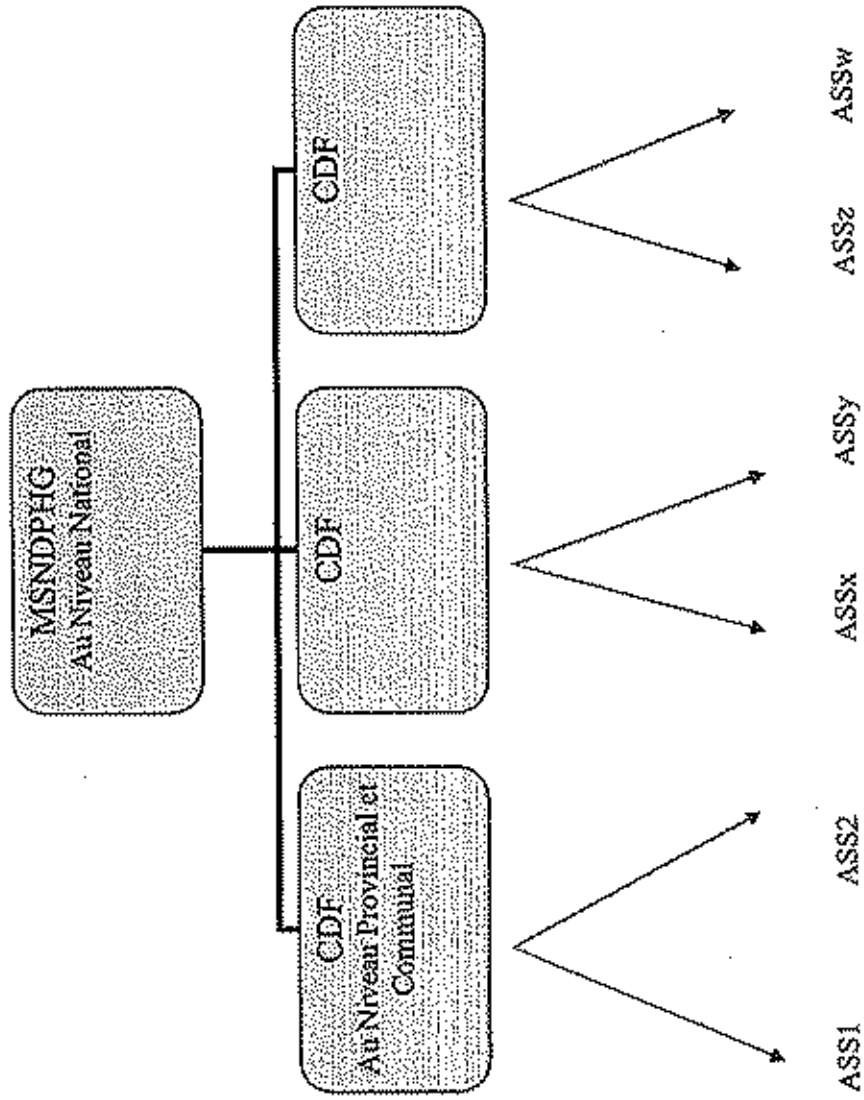 MSNDPHG
Au Niveau National
CDF
Au Niveau Provincial et
Communal
CDF
CDF
ASS1
ASS2
ASSx
ASSy
ASSz
ASSw